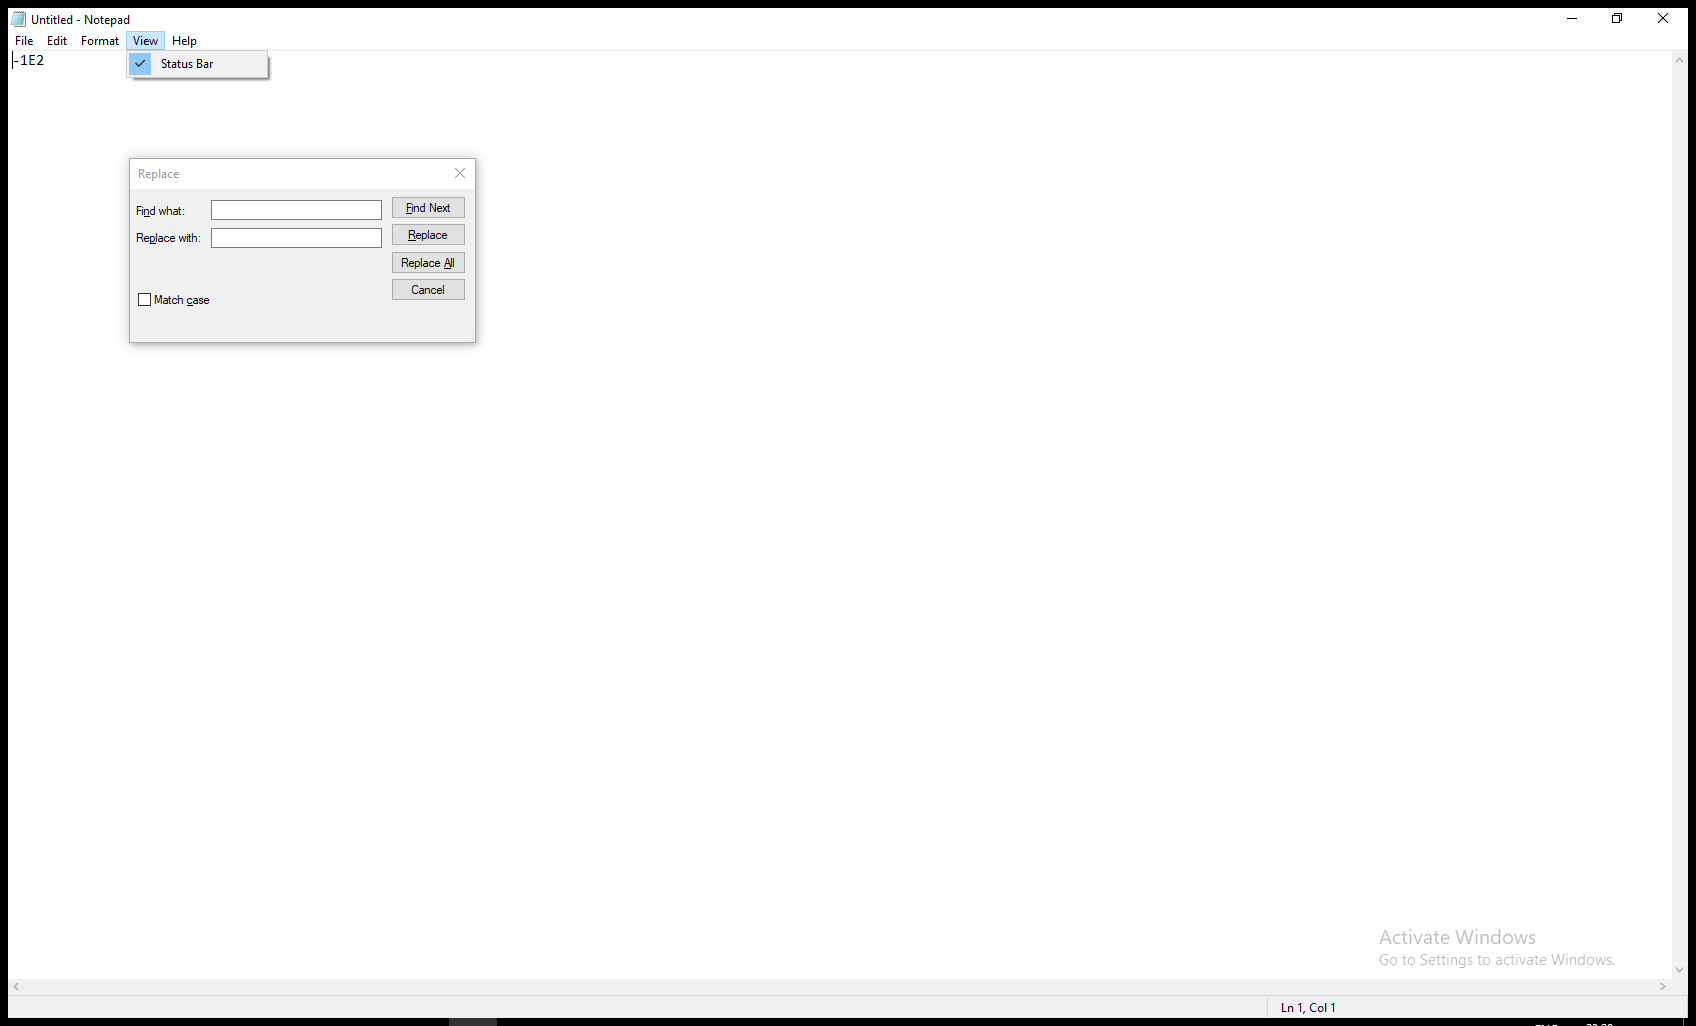 Untitled - Notepad
File Edit Format View Help
-1E2
Status Bar
Replace
Find what:
Find Next
Replace with:
Replace
Replace All
Cancel
Match case
Activate Windows
Go to Settings to activate Windows.
Ln 1, Col 1